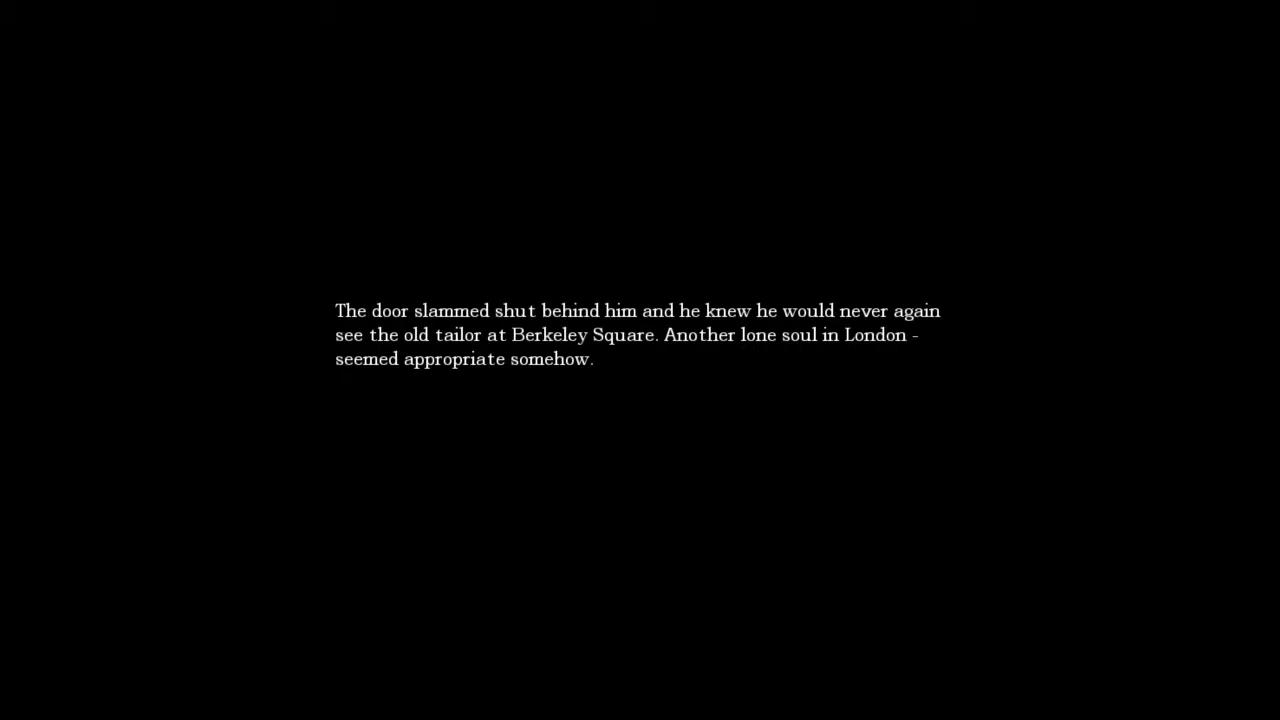 The door slammed shut behind him and he knew he would never again
see the old tailor at Berkeley Square. Another lone soul in London -
seemed appropriate somehow.